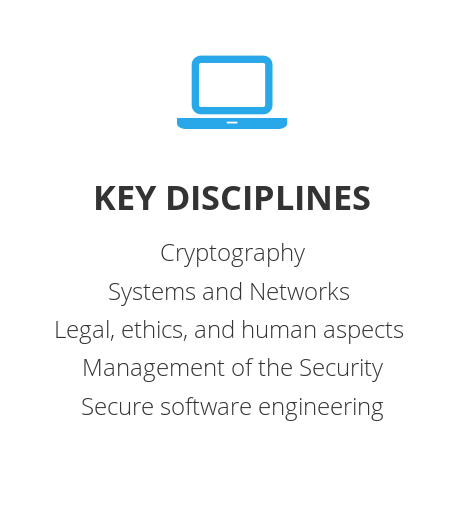 KEY DISCIPLINES
Cryptography
Systems and Networks
Legal, ethics, and human aspects
Management of the Security
Secure software engineering